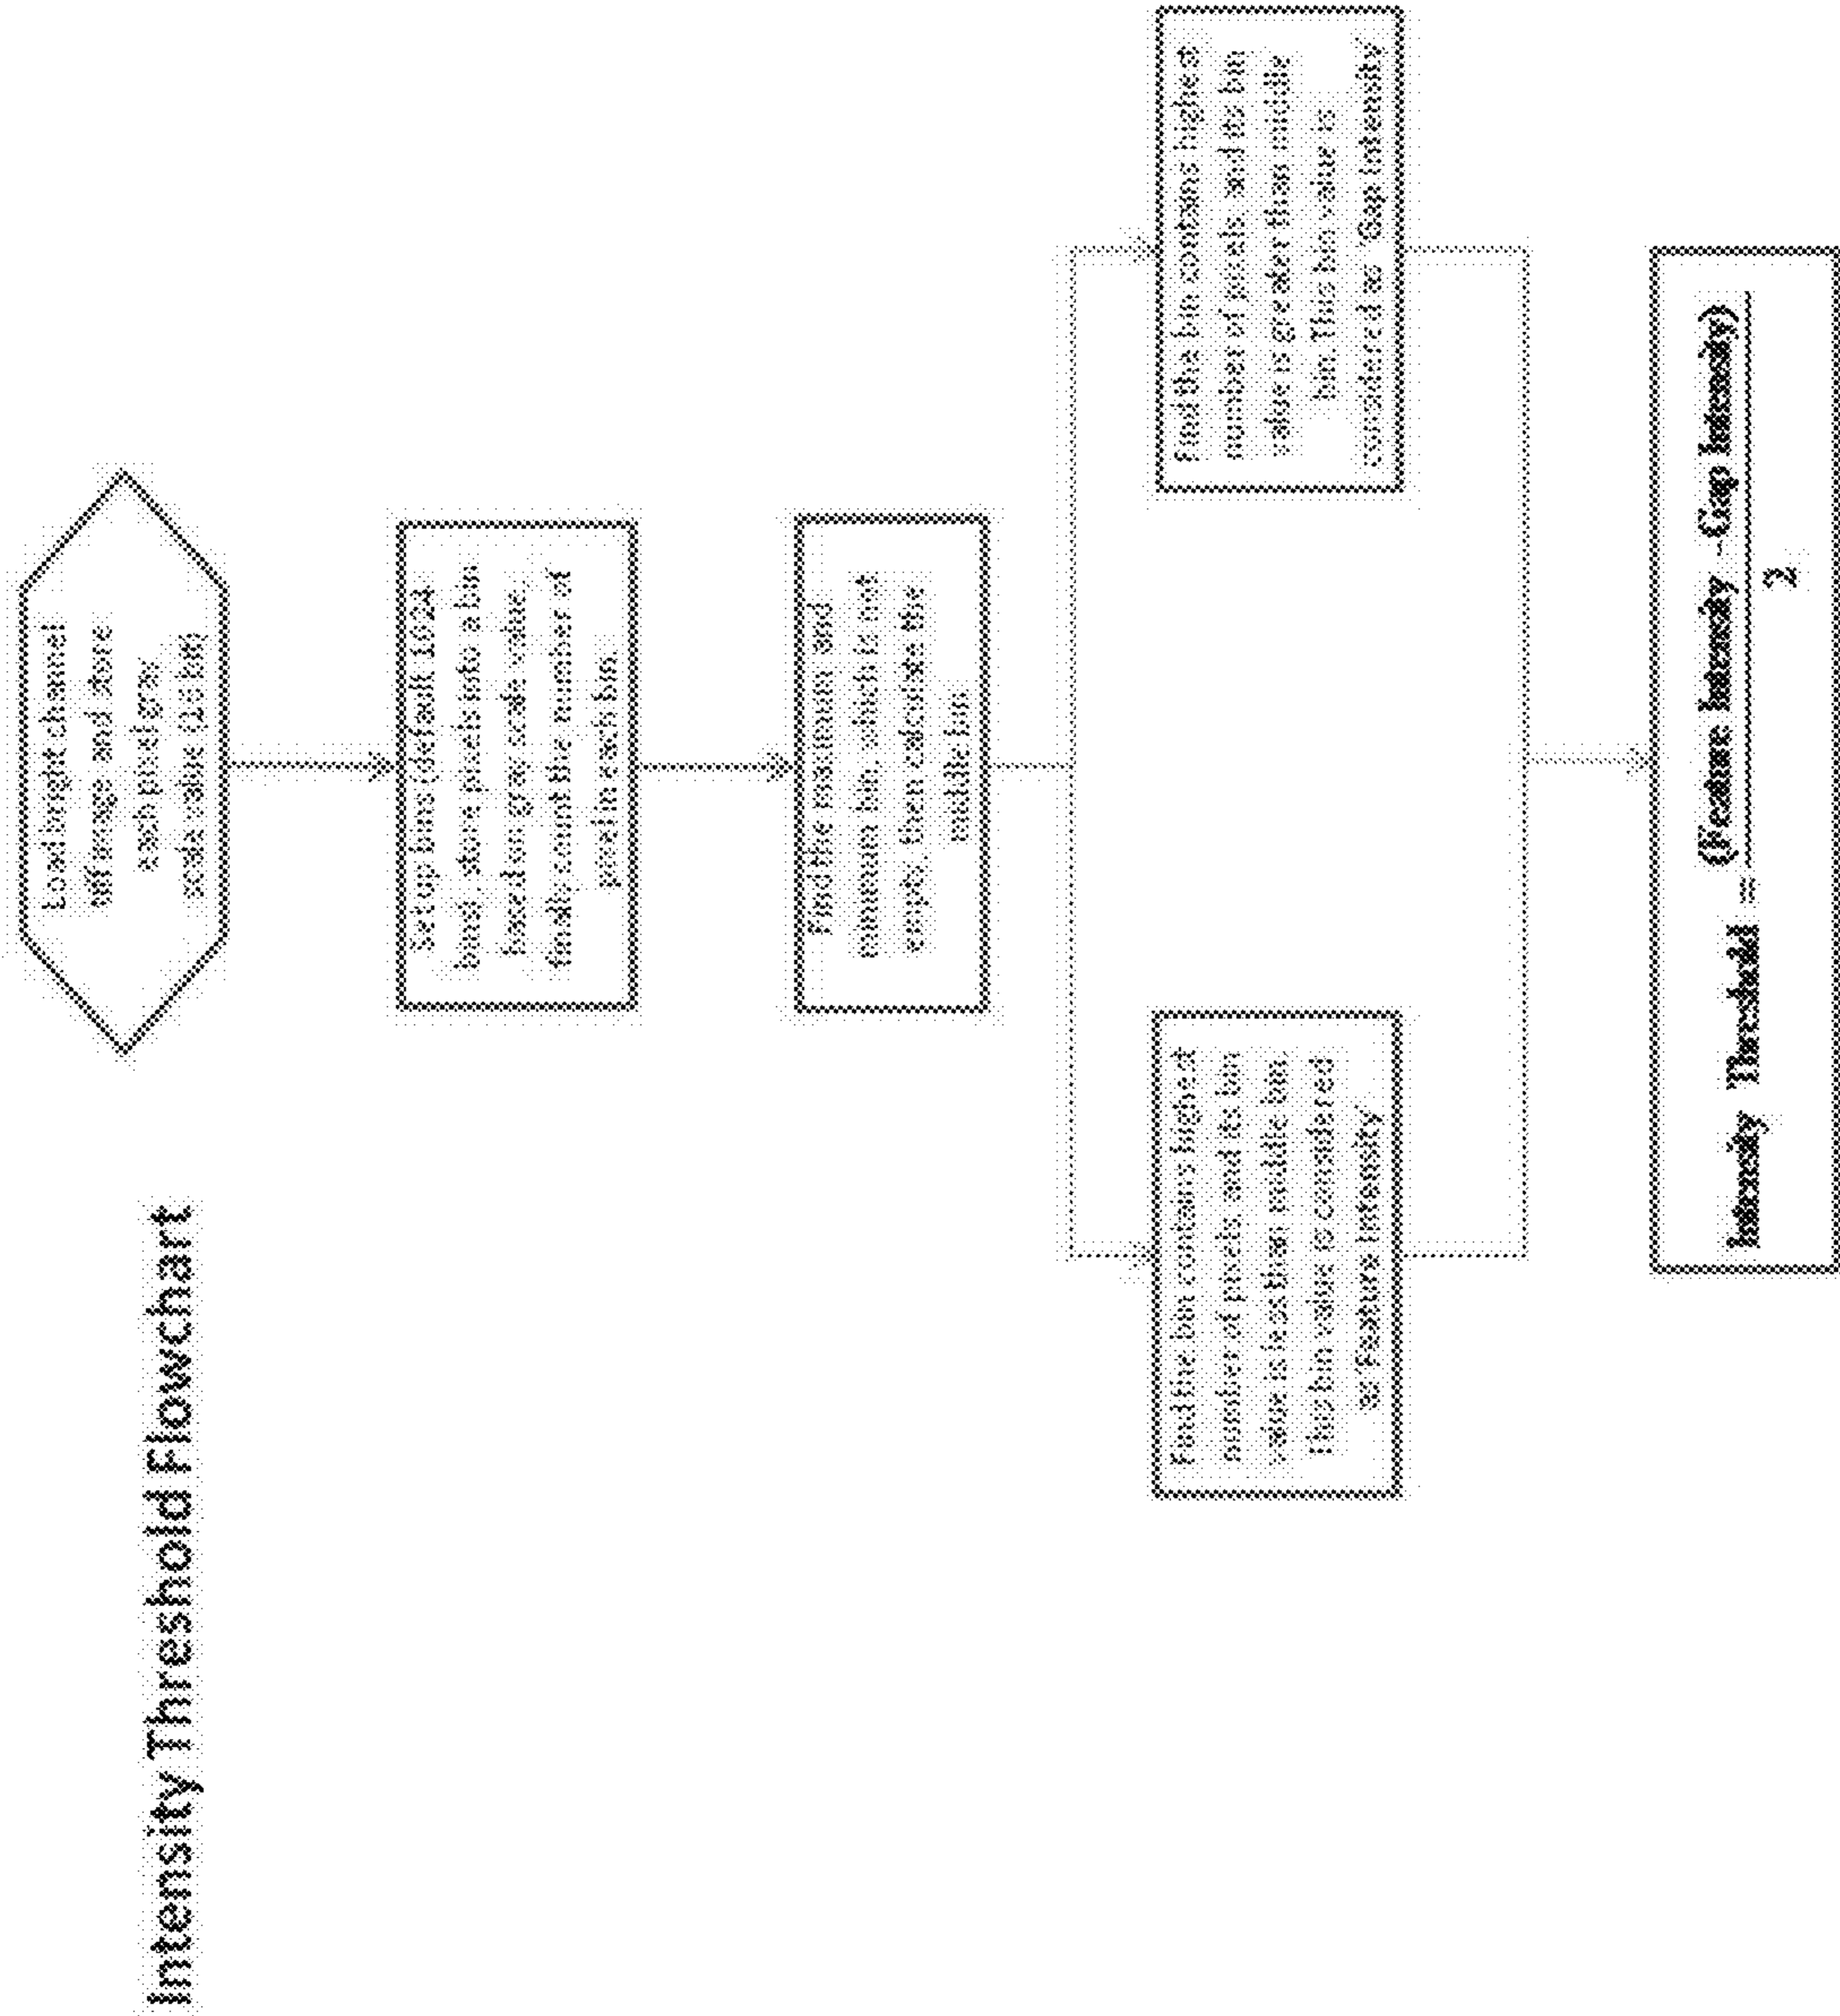 Intensity Threshold Flowchart
Load bright channel
tiff image and store
each pixel gray
scale value (16 bit)
Setup bins (default 1024
bins), store pixels into a bin
based on gray scale value,
finally count the number of
pixel in each bin.
Find the maximum and
minimum bin, which is not
empty, then calculate the
middle bin
Find the bin contains highest
number of pixels and its bin
value is less than middle bin
This bin value is considered
as Feature Intensity
Find the bin contains highest
number of pixels and its bin
value is greater than middle
bin. This bin value is
considered as Gap Intensity
Intensity Threshold = (Feature Intensity Gap Intensity)
2